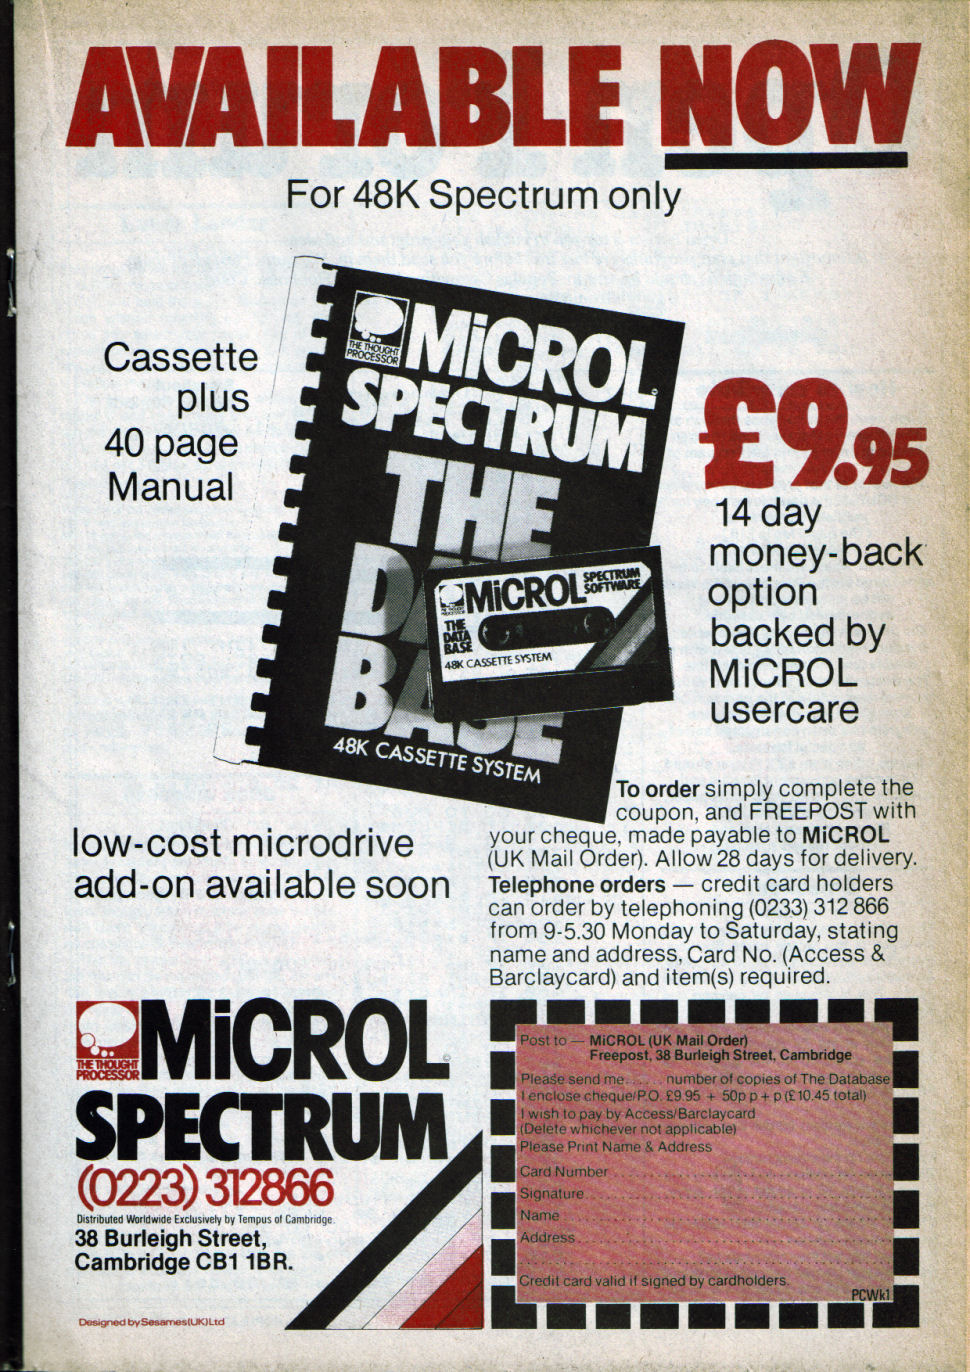 AVAILABLE NOW
For 48K Spectrum only
Cassette
plus
40 page
Manual
THE THOUGHT
PROCESSOR
MiCROL
SPECTRUM
THE
DATA
BASE
48K CASSETTE SYSTEM
THE THOUGHT
PROCESSOR
MiCROL
SPECTRUM
SOFTWARE
THE
DATA
BASE
48K CASSETTE SYSTEM
£9.95
14 day
money-back
option
backed by
MiCROL
usercare
low-cost microdrive
add-on available soon
To order simply complete the
coupon, and FREEPOST with
your cheque, made payable to MiCROL
(UK Mail Order). Allow 28 days for delivery.
Telephone orders — credit card holders
can order by telephoning (0233) 312 866
from 9-5.30 Monday to Saturday, stating
name and address, Card No. (Access &
Barclaycard) and item(s) required.
THE THOUGHT
PROCESSOR
MiCROL
SPECTRUM
(0223) 312866
Distributed Worldwide Exclusively by Tempus of Cambridge.
38 Burleigh Street,
Cambridge CB1 1BR.
Designed by Sesames (UK) Ltd
Post to — MiCROL (UK Mail Order)
Freepost, 38 Burleigh Street, Cambridge
Please send me...... number of copies of The Database
I enclose cheque/P.O. £9.95 + 50p p + p (£10.45 total)
I wish to pay by Access/Barclaycard
(Delete whichever not applicable)
Please Print Name & Address
Card Number
Signature
Name
Address
Credit card valid if signed by cardholders.
PCWk1